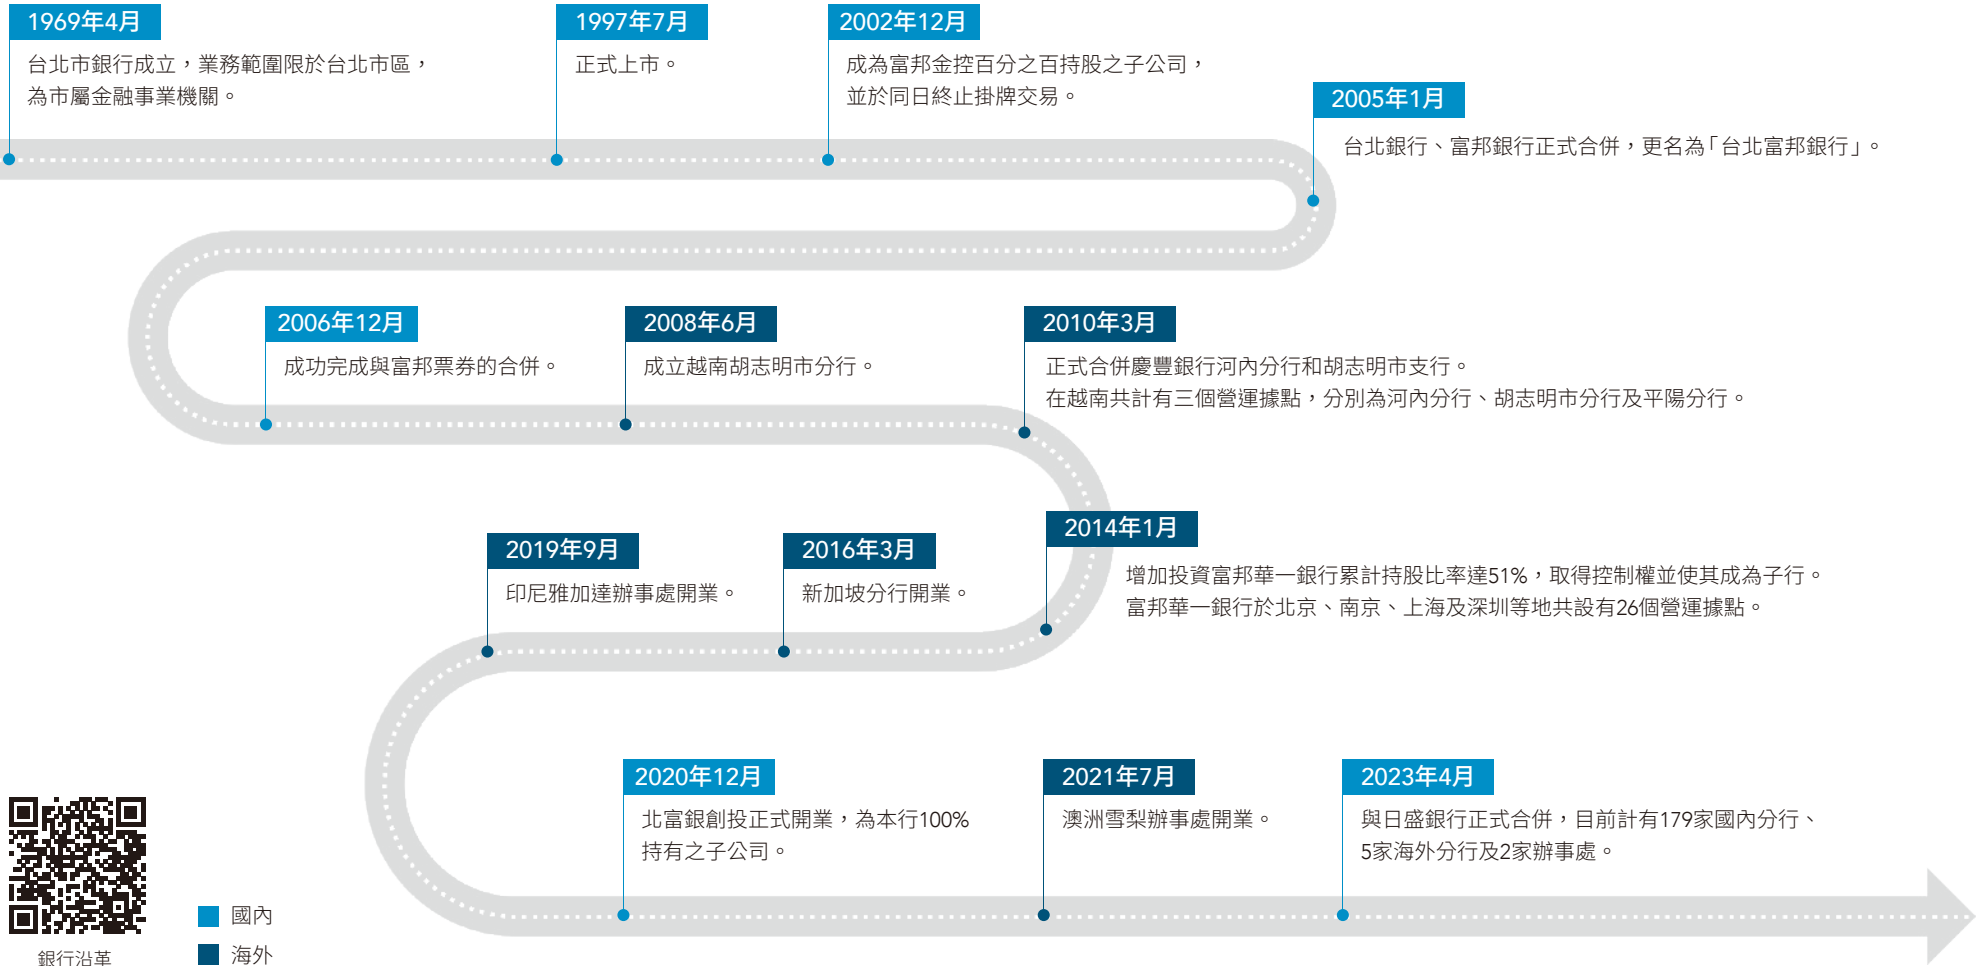 1969年4月
台北市銀行成立，業務範圍限於台北市區，
為市屬金融事業機關。
1997年7月
正式上市。
2002年12月
成為富邦金控百分之百持股之子公司，
並於同日終止掛牌交易。
2005年1月
台北銀行、富邦銀行正式合併，更名為「台北富邦銀行」。
2006年12月
成功完成與富邦票券的合併。
2008年6月
成立越南胡志明市分行。
2010年3月
正式合併慶豐銀行河內分行和胡志明市支行。
在越南共計有三個營運據點，分別為河內分行、胡志明市分行及平陽分行。
2014年1月
增加投資富邦華一銀行累計持股比率達51%，取得控制權並使其成為子行。
富邦華一銀行於北京、南京、上海及深圳等地共設有26個營運據點。
2016年3月
新加坡分行開業。
2019年9月
印尼雅加達辦事處開業。
2020年12月
北富銀創投正式開業，為本行100%
持有之子公司。
2021年7月
澳洲雪梨辦事處開業。
2023年4月
與日盛銀行正式合併，目前計有179家國內分行、
5家海外分行及2家辦事處。
銀行沿革
國內
海外